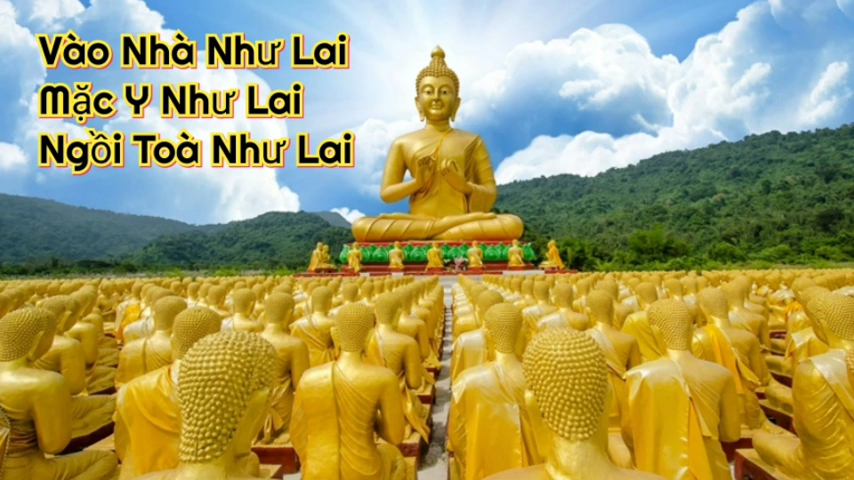 Vào Nhà Như Lai
Mặc Y Như Lai
Ngồi Toà Như Lai